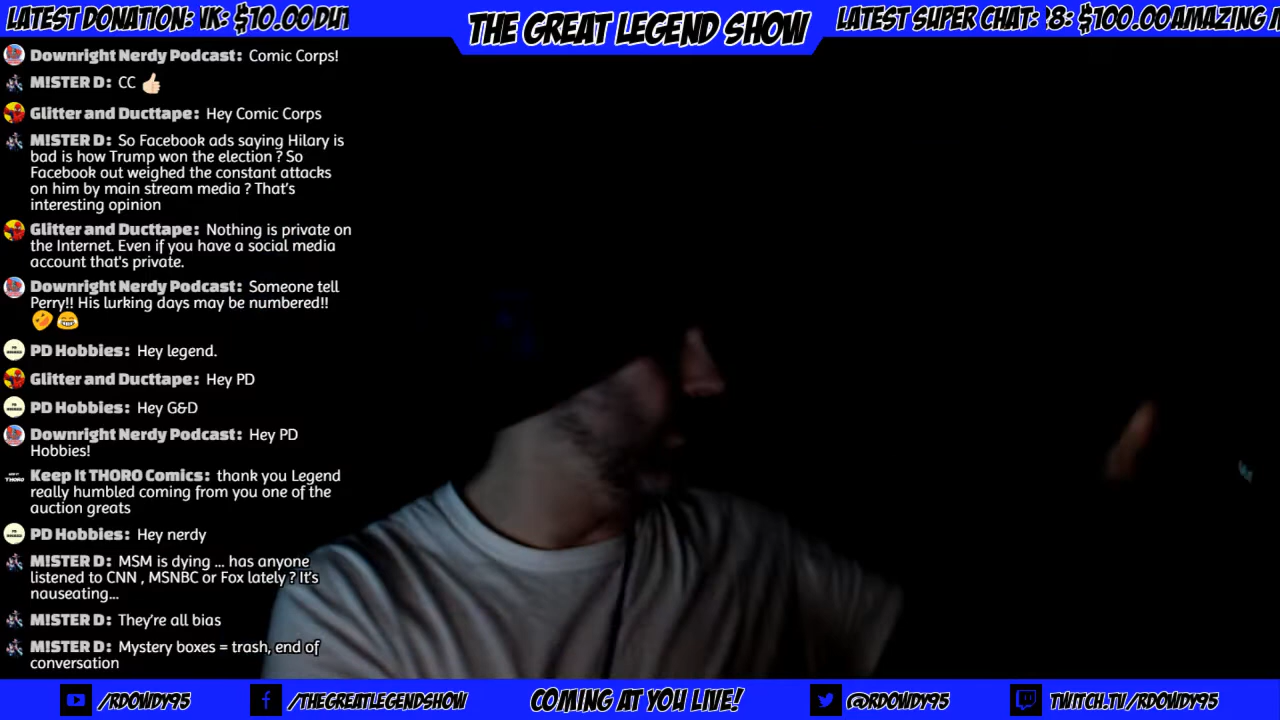 LATEST DONATION: VK: $10.00 DUT
THE GREAT LEGEND SHOW
LATEST SUPER CHAT: 8: $100.00 AMAZING
Downright Nerdy Podcast: Comic Corps!
M!STER D: CC 👍🏻
Glitter and Ducttape: Hey Comic Corps
M!STER D: So Facebook ads saying Hilary is
bad is how Trump won the election ? So
Facebook out weighed the constant attacks
on him by main stream media ? That's
interesting opinion
Glitter and Ducttape: Nothing is private on
the Internet. Even if you have a social media
account that's private.
Downright Nerdy Podcast: Someone tell
Perry!! His lurking days may be numbered!!
🤣😂
PD Hobbies: Hey legend.
Glitter and Ducttape: Hey PD
PD Hobbies: Hey G&D
Downright Nerdy Podcast: Hey PD
Hobbies!
Keep It THORO Comics: thank you Legend
really humbled coming from you one of the
auction greats
PD Hobbies: Hey nerdy
M!STER D: MSM is dying ... has anyone
listened to CNN , MSNBC or Fox lately ? It's
nauseating...
M!STER D: They're all bias
M!STER D: Mystery boxes = trash, end of
conversation
/RDOWDY95
/THEGREATLEGENDSHOW
COMING AT YOU LIVE!
@RDOWDY95
TWITCH.TV/RDOWDY95